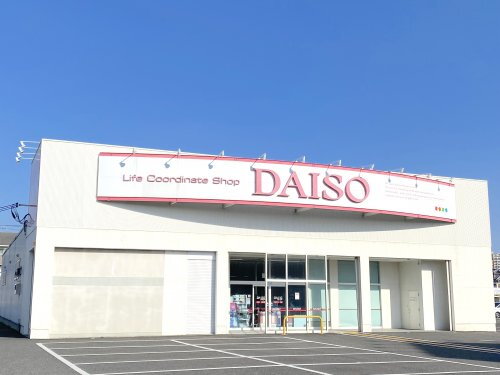 Life Coordinate Shop DAISO